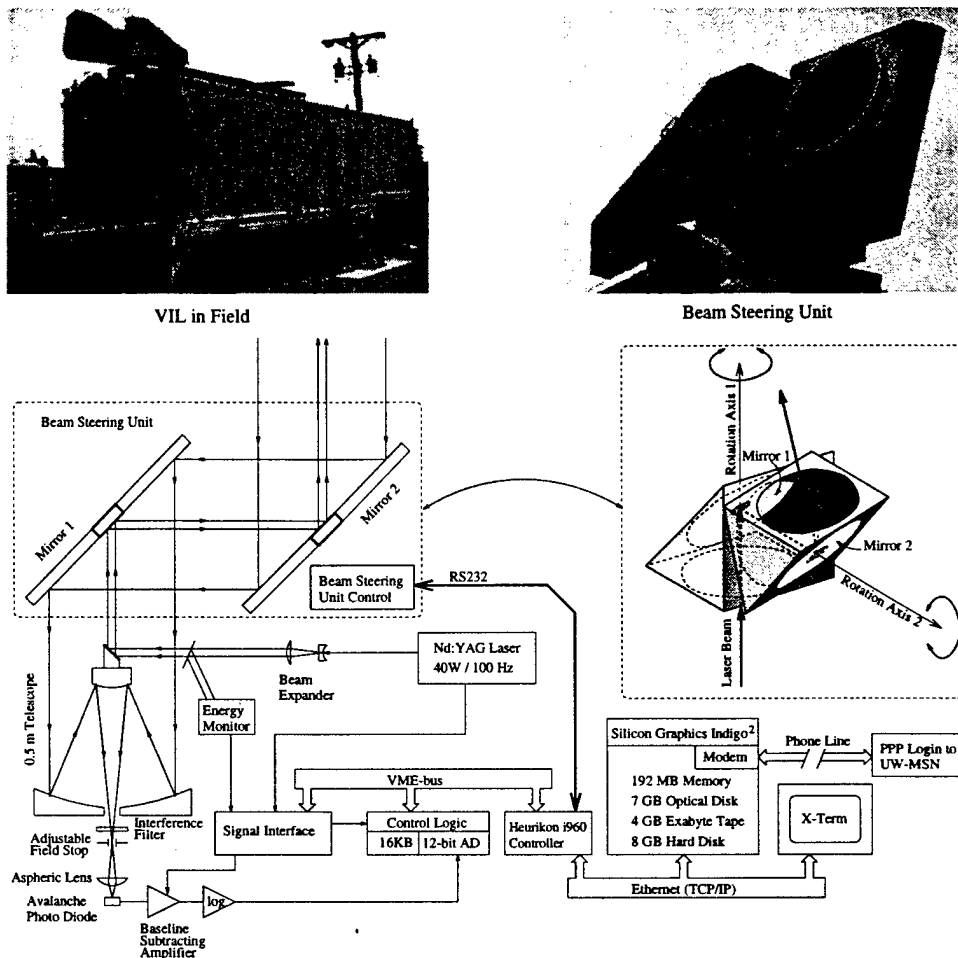 VIL in Field
Beam Steering Unit
Beam Steering Unit
Mirror 1
Mirror 2
Beam Steering
Unit Control
RS232
Rotation Axis 1
Mirror 1
Mirror 2
Rotation Axis 2
Laser Beam
0.5 m Telescope
Nd:YAG Laser
40W / 100 Hz
Beam
Expander
Energy
Monitor
Silicon Graphics Indigo2
Modem
192 MB Memory
7 GB Optical Disk
4 GB Exabyte Tape
8 GB Hard Disk
Phone Line
PPP Login to
UW-MSN
X-Term
VME-bus
Interference
Filter
Adjustable
Field Stop
Signal Interface
Control Logic
16KB
12-bit AD
Heurikon i960
Controller
Ethernet (TCP/IP)
Aspheric Lens
Avalanche
Photo Diode
log
Baseline
Subtracting
Amplifier